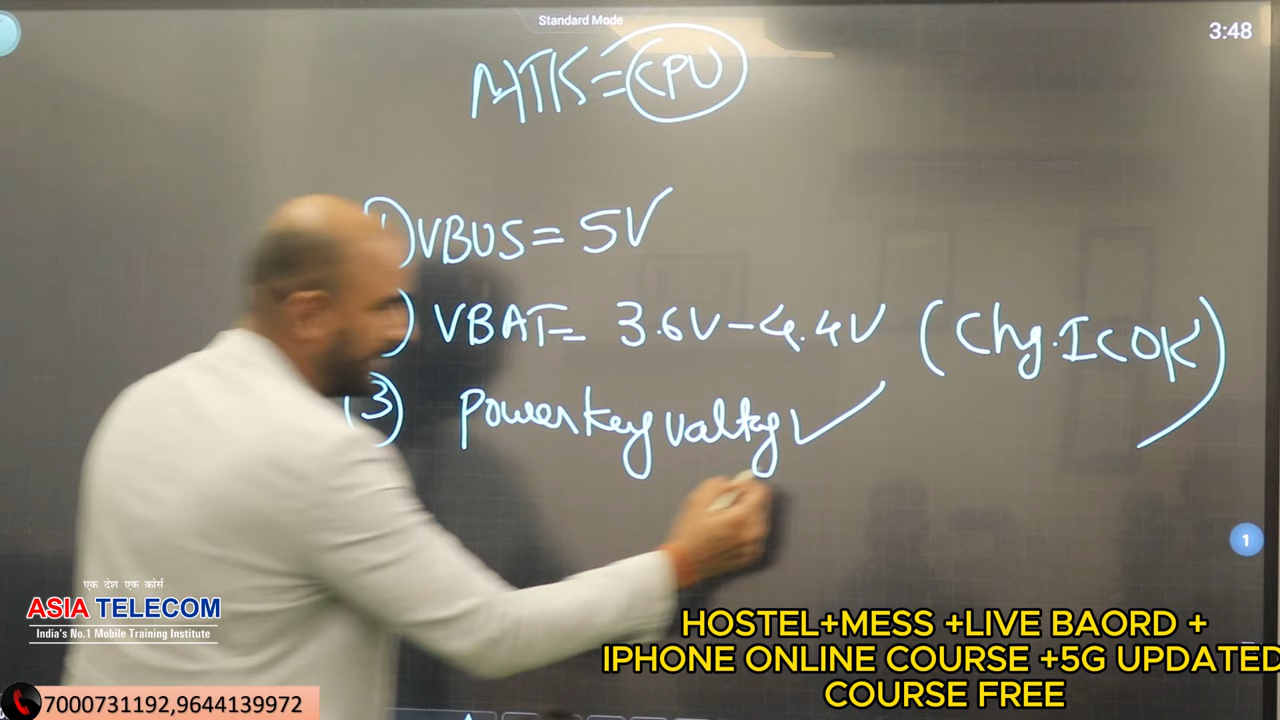 Standard Mode
3:48
MTK=CPU
1) VBUS = 5V
) VBAT= 3.6V-4.4V (Chg.IC OK)
(3) Powerkey valtg
1
एक देश एक कोर्स
ASIA TELECOM
India's No.1 Mobile Training Institute
7000731192,9644139972
HOSTEL+MESS +LIVE BAORD +
IPHONE ONLINE COURSE +5G UPDATED
COURSE FREE